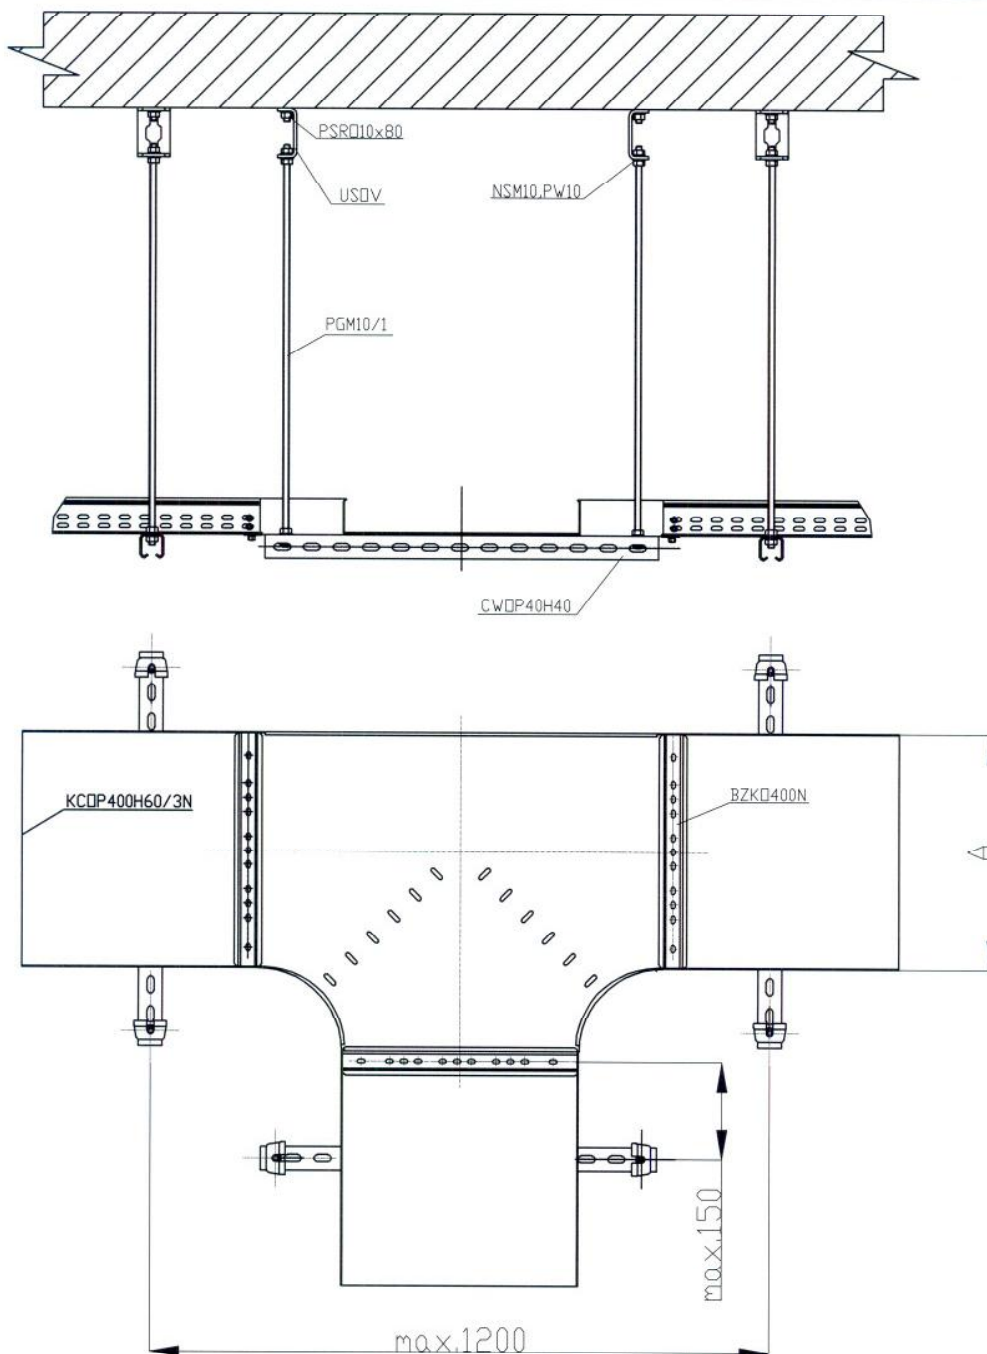 PSR□10x80
US□V
NSM10,PW10
PGM10/1
CW□P40H40
KC□P400H60/3N
BZK□400N
A
max.150
max.1200